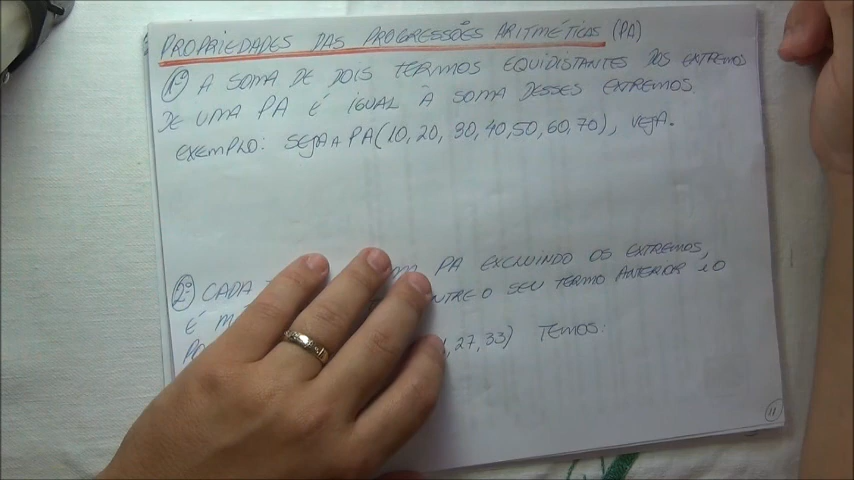 PROPRIEDADES DAS PROGRESSÕES ARITMÉTICAS (PA)
1º A SOMA DE DOIS TERMOS EQUIDISTANTES DOS EXTREMOS
DE UMA PA É IGUAL À SOMA DESSES EXTREMOS
EXEMPLO: SEJA A PA(10, 20, 30, 40, 50, 60, 70), VEJA.
2º CADA PA EXCLUINDO OS EXTREMOS,
É O SEU TERMO ANTERIOR E O
,27,33) TEMOS:
11